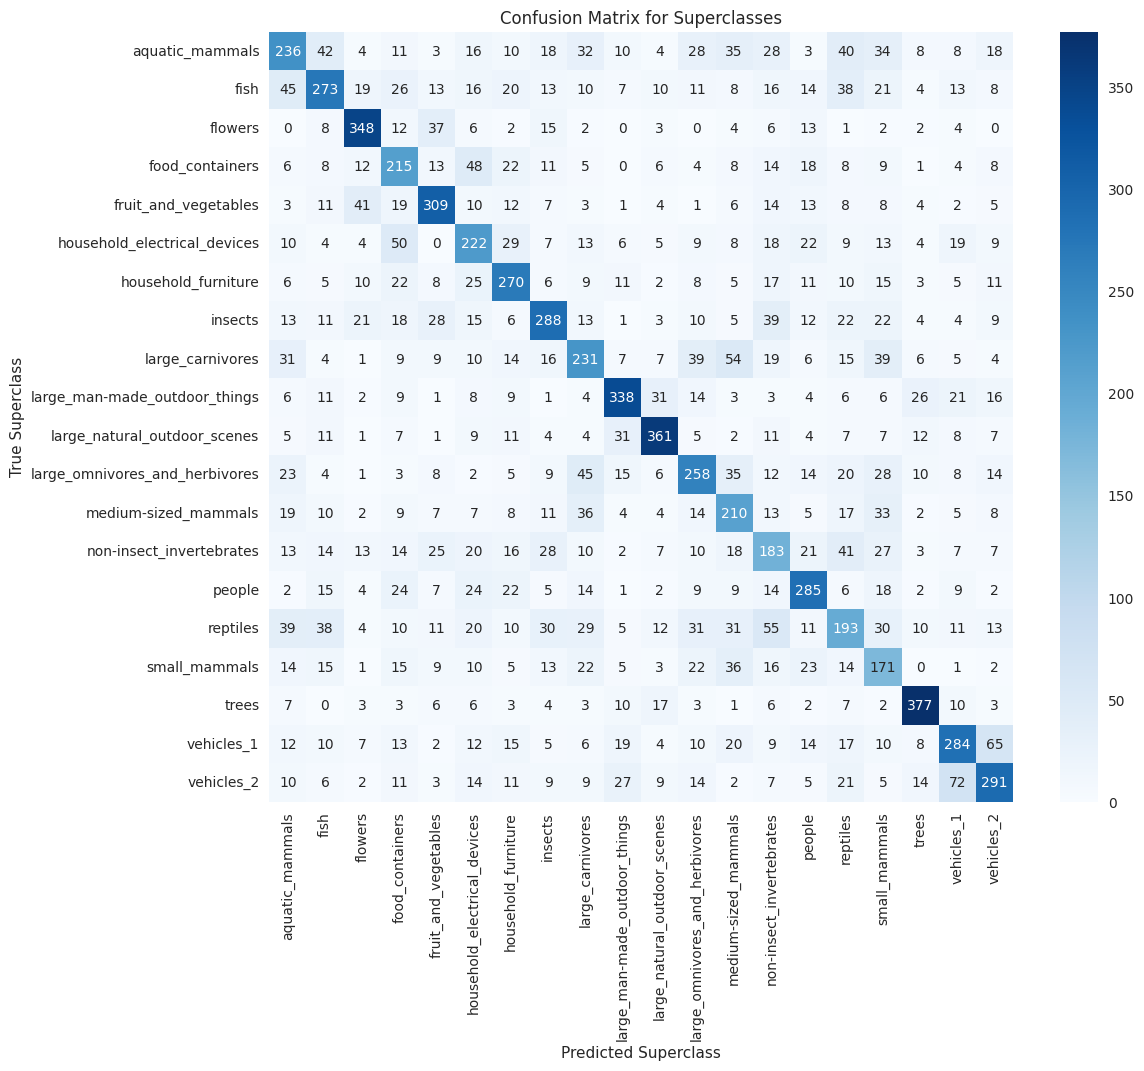 Confusion Matrix for Superclasses
aquatic_mammals 236 42 4 11 3 16 10 18 32 10 4 28 35 28 3 40 34 8 8 18
fish 45 273 19 26 13 16 20 13 10 7 10 11 8 16 14 38 21 4 13 8
flowers 0 8 348 12 37 6 2 15 2 0 3 0 4 6 13 1 2 2 4 0
food_containers 6 8 12 215 13 48 22 11 5 0 6 4 8 14 18 8 9 1 4 8
fruit_and_vegetables 3 11 41 19 309 10 12 7 3 1 4 1 6 14 13 8 8 4 2 5
household_electrical_devices 10 4 4 50 0 222 29 7 13 6 5 9 8 18 22 9 13 4 19 9
household_furniture 6 5 10 22 8 25 270 6 9 11 2 8 5 17 11 10 15 3 5 11
insects 13 11 21 18 28 15 6 288 13 1 3 10 5 39 12 22 22 4 4 9
large_carnivores 31 4 1 9 9 10 14 16 231 7 7 39 54 19 6 15 39 6 5 4
large_man-made_outdoor_things 6 11 2 9 1 8 9 1 4 338 31 14 3 3 4 6 6 26 21 16
large_natural_outdoor_scenes 5 11 1 7 1 9 11 4 4 31 361 5 2 11 4 7 7 12 8 7
large_omnivores_and_herbivores 23 4 1 3 8 2 5 9 45 15 6 258 35 12 14 20 28 10 8 14
medium-sized_mammals 19 10 2 9 7 7 8 11 36 4 4 14 210 13 5 17 33 2 5 8
non-insect_invertebrates 13 14 13 14 25 20 16 28 10 2 7 10 18 183 21 41 27 3 7 7
people 2 15 4 24 7 24 22 5 14 1 2 9 9 14 285 6 18 2 9 2
reptiles 39 38 4 10 11 20 10 30 29 5 12 31 31 55 11 193 30 10 11 13
small_mammals 14 15 1 15 9 10 5 13 22 5 3 22 36 16 23 14 171 0 1 2
trees 7 0 3 3 6 6 3 4 3 10 17 3 1 6 2 7 2 377 10 3
vehicles_1 12 10 7 13 2 12 15 5 6 19 4 10 20 9 14 17 10 8 284 65
vehicles_2 10 6 2 11 3 14 11 9 9 27 9 14 2 7 5 21 5 14 72 291
True Superclass
aquatic_mammals
fish
flowers
food_containers
fruit_and_vegetables
household_electrical_devices
household_furniture
insects
large_carnivores
large_man-made_outdoor_things
large_natural_outdoor_scenes
large_omnivores_and_herbivores
medium-sized_mammals
non-insect_invertebrates
people
reptiles
small_mammals
trees
vehicles_1
vehicles_2
Predicted Superclass
350
300
250
200
150
100
50
0